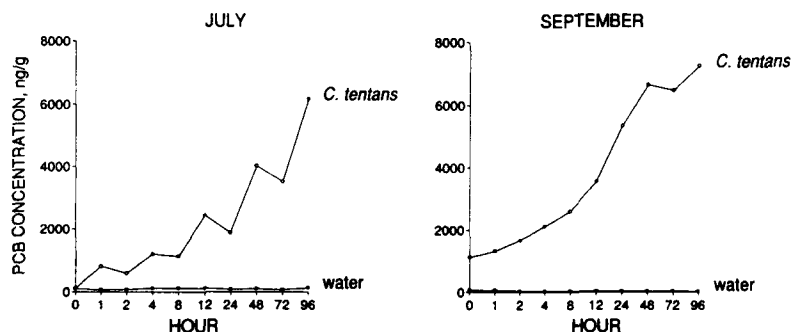 JULY
PCB CONCENTRATION, ng/g
8000
6000
4000
2000
0
C. tentans
water
0 1 2 4 8 12 24 48 72 96
HOUR
SEPTEMBER
8000
6000
4000
2000
0
C. tentans
water
0 1 2 4 8 12 24 48 72 96
HOUR